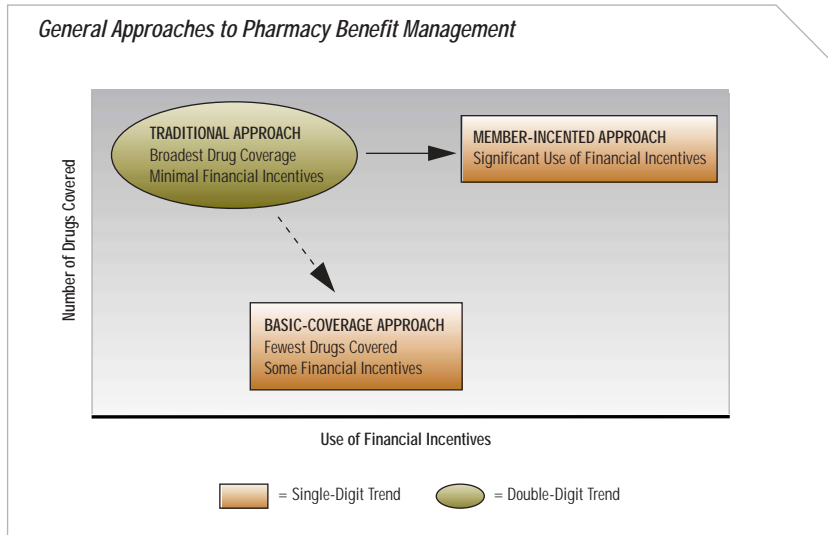 General Approaches to Pharmacy Benefit Management
TRADITIONAL APPROACH
Broadest Drug Coverage
Minimal Financial Incentives
MEMBER-INCENTED APPROACH
Significant Use of Financial Incentives
Number of Drugs Covered
BASIC-COVERAGE APPROACH
Fewest Drugs Covered
Some Financial Incentives
Use of Financial Incentives
= Single-Digit Trend
= Double-Digit Trend